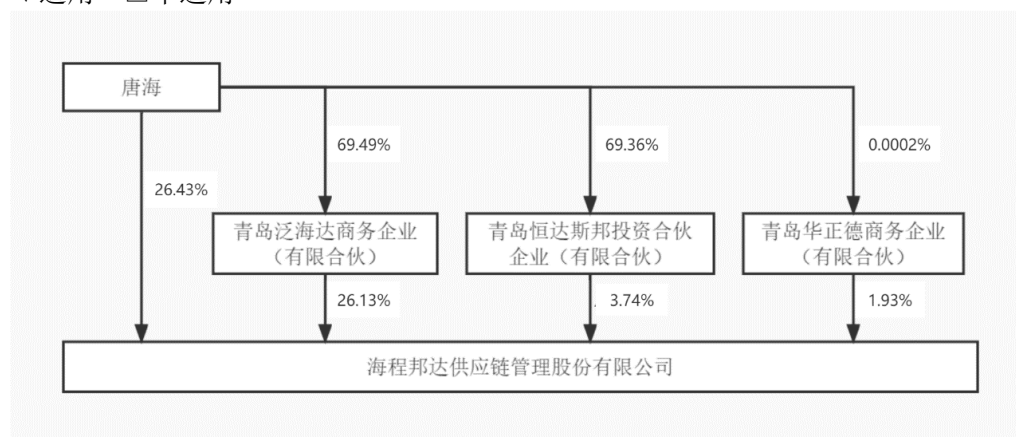 唐海
69.49%
69.36%
0.0002%
26.43%
青岛泛海达商务企业
（有限合伙）
青岛恒达斯邦投资合伙
企业（有限合伙）
青岛华正德商务企业
（有限合伙）
26.13%
3.74%
1.93%
海程邦达供应链管理股份有限公司